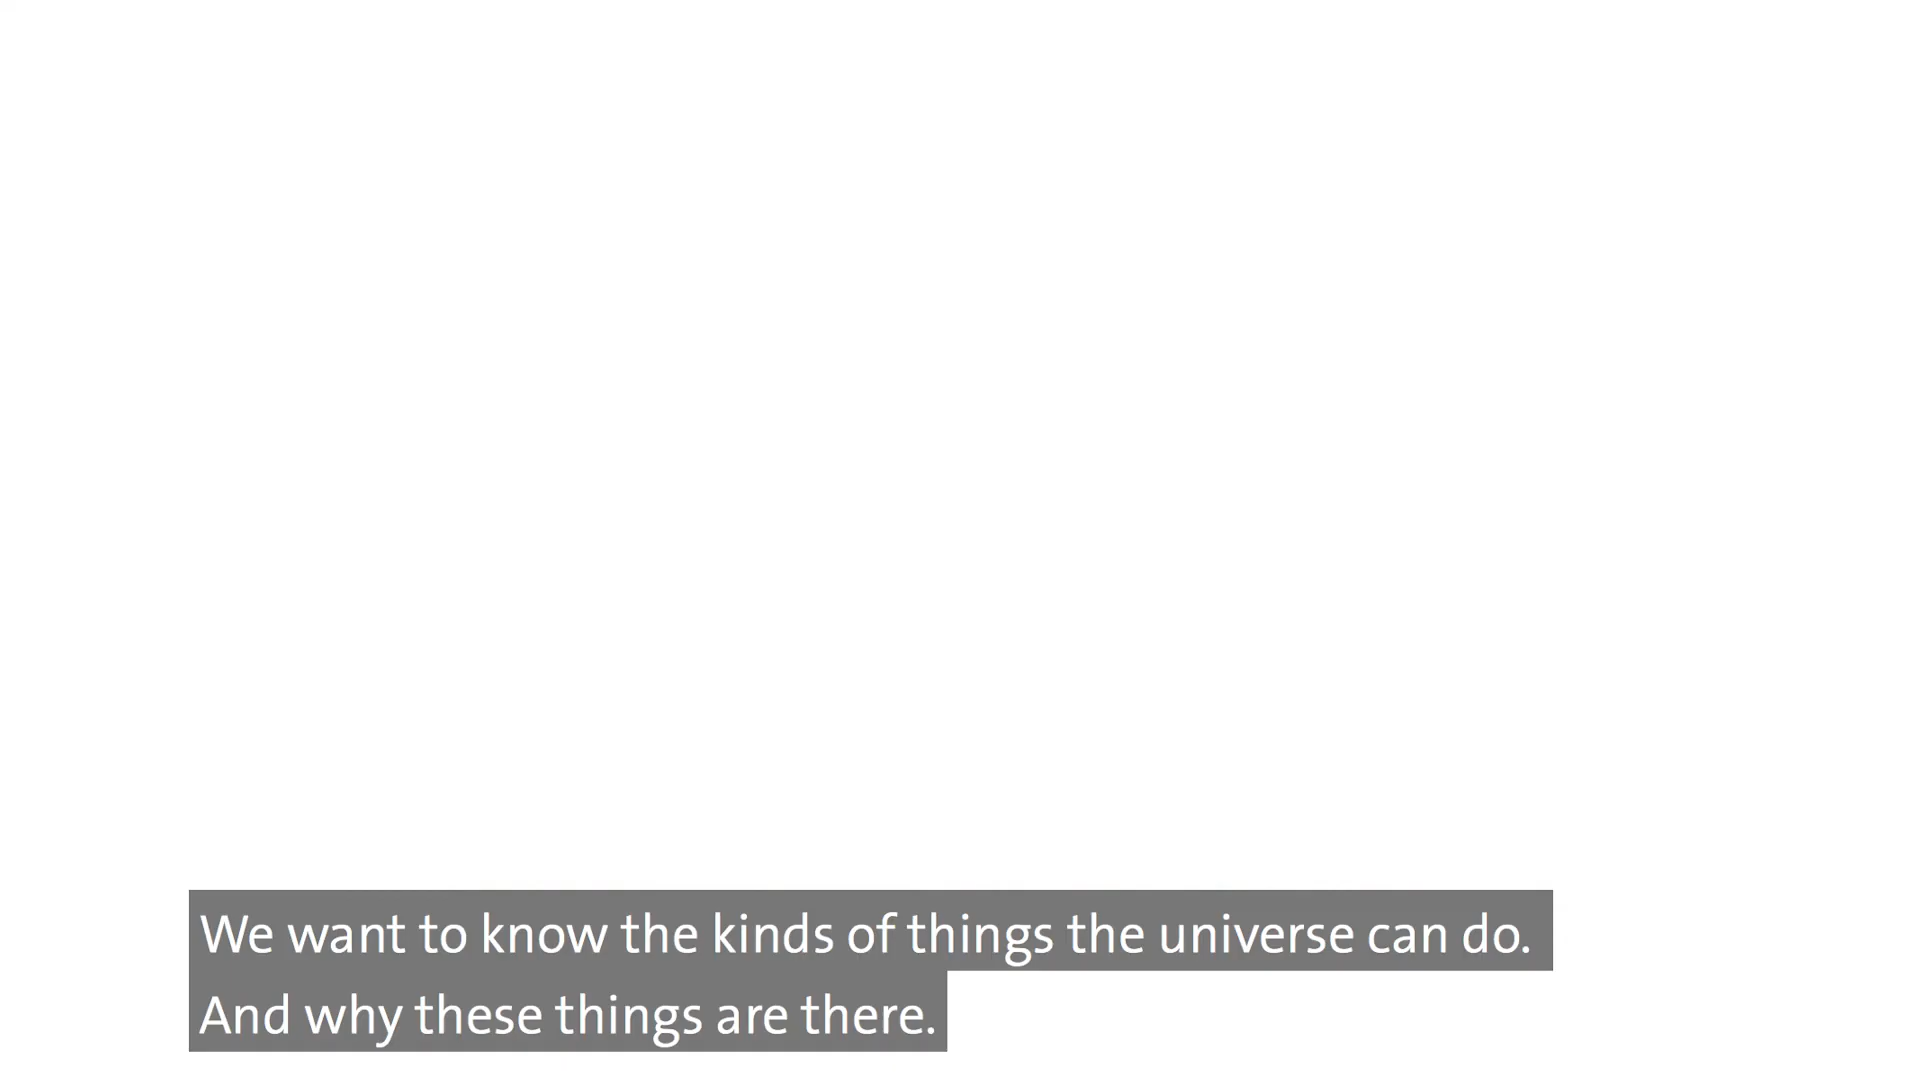 We want to know the kinds of things the universe can do.
And why these things are there.